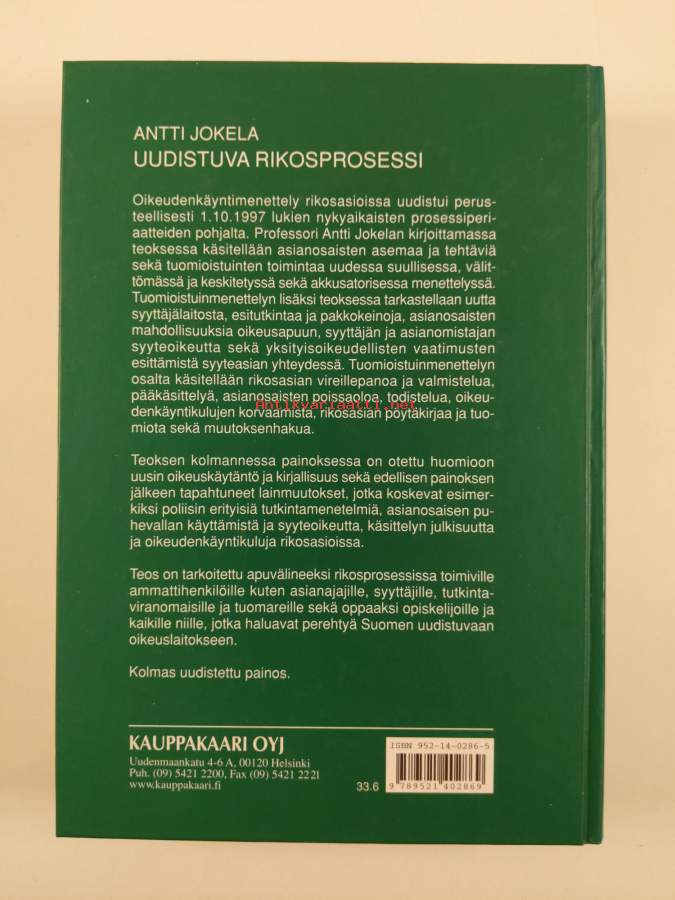 ANTTI JOKELA
UUDISTUVA RIKOSPROSESSI
Oikeudenkäyntimenettely rikosasioissa uudistui perus-
teellisesti 1.10.1997 lukien nykyaikaisten prosessiperi-
aatteiden pohjalta. Professori Antti Jokelan kirjoittamassa
teoksessa käsitellään asianosaisten asemaa ja tehtäviä
sekä tuomioistuinten toimintaa uudessa suullisessa, välit-
tömässä ja keskitetyssä sekä akkusatorisessa menettelyssä.
Tuomioistuinmenettelyn lisäksi teoksessa tarkastellaan uutta
syyttäjälaitosta, esitutkintaa ja pakkokeinoja, asianosaisten
mahdollisuuksia oikeusapuun, syyttäjän ja asianomistajan
syyteoikeutta sekä yksityisoikeudellisten vaatimusten
esittämistä syyteasian yhteydessä. Tuomioistuinmenettelyn
osalta käsitellään rikosasian vireillepanoa ja valmistelua,
pääkäsittelyä, asianosaisten poissaoloa, todistelua, oikeu-
denkäyntikulujen korvaamista, rikosasian pöytäkirjaa ja tuo-
miota sekä muutoksenhakua.
Antikvariaatti.net
Teoksen kolmannessa painoksessa on otettu huomioon
uusin oikeuskäytäntö ja kirjallisuus sekä edellisen painoksen
jälkeen tapahtuneet lainmuutokset, jotka koskevat esimer-
kiksi poliisin erityisiä tutkintamenetelmiä, asianosaisen pu-
hevallan käyttämistä ja syyteoikeutta, käsittelyn julkisuutta
ja oikeudenkäyntikuluja rikosasioissa.
Teos on tarkoitettu apuvälineeksi rikosprosessissa toimiville
ammattihenkilöille kuten asianajajille, syyttäjille, tutkinta-
viranomaisille ja tuomareille sekä oppaaksi opiskelijoille ja
kaikille niille, jotka haluavat perehtyä Suomen uudistuvaan
oikeuslaitokseen.
Kolmas uudistettu painos.
KAUPPAKAARI OYJ
Uudenmaankatu 4-6 A, 00120 Helsinki
Puh. (09) 5421 2200, Fax (09) 5421 2221
www.kauppakaari.fi
33.6
ISBN 952-14-0286-5
9 789521 402869